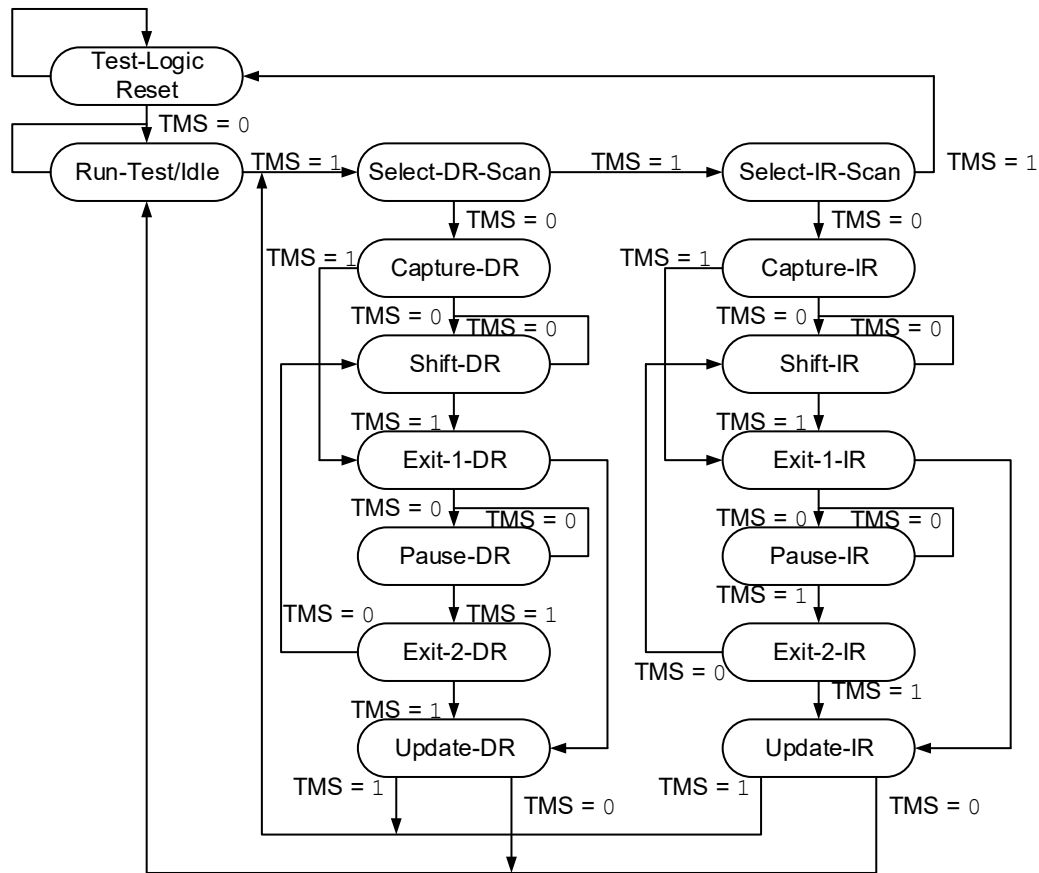 Test-Logic
Reset
TMS = 0
Run-Test/Idle
TMS = 1
Select-DR-Scan
TMS = 1
Select-IR-Scan
TMS = 1
TMS = 0
TMS = 0
TMS = 1
Capture-DR
TMS = 1
Capture-IR
TMS = 0
TMS = 0
TMS = 0
TMS = 0
Shift-DR
Shift-IR
TMS = 1
TMS = 1
Exit-1-DR
Exit-1-IR
TMS = 0
TMS = 0
TMS = 0
TMS = 0
Pause-DR
Pause-IR
TMS = 0
TMS = 1
TMS = 1
Exit-2-DR
Exit-2-IR
TMS = 0
TMS = 1
TMS = 1
Update-DR
Update-IR
TMS = 1
TMS = 0
TMS = 1
TMS = 0